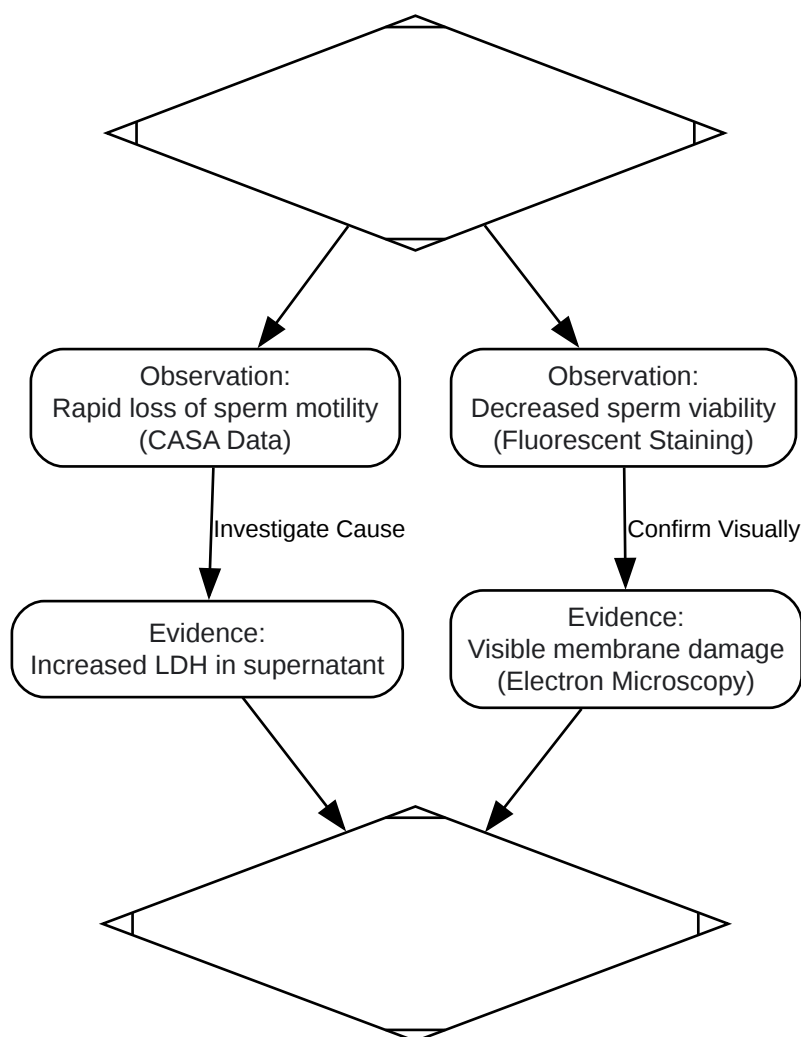 Observation:
Rapid loss of sperm motility
(CASA Data)
Observation:
Decreased sperm viability
(Fluorescent Staining)
Investigate Cause
Confirm Visually
Evidence:
Increased LDH in supernatant
Evidence:
Visible membrane damage
(Electron Microscopy)